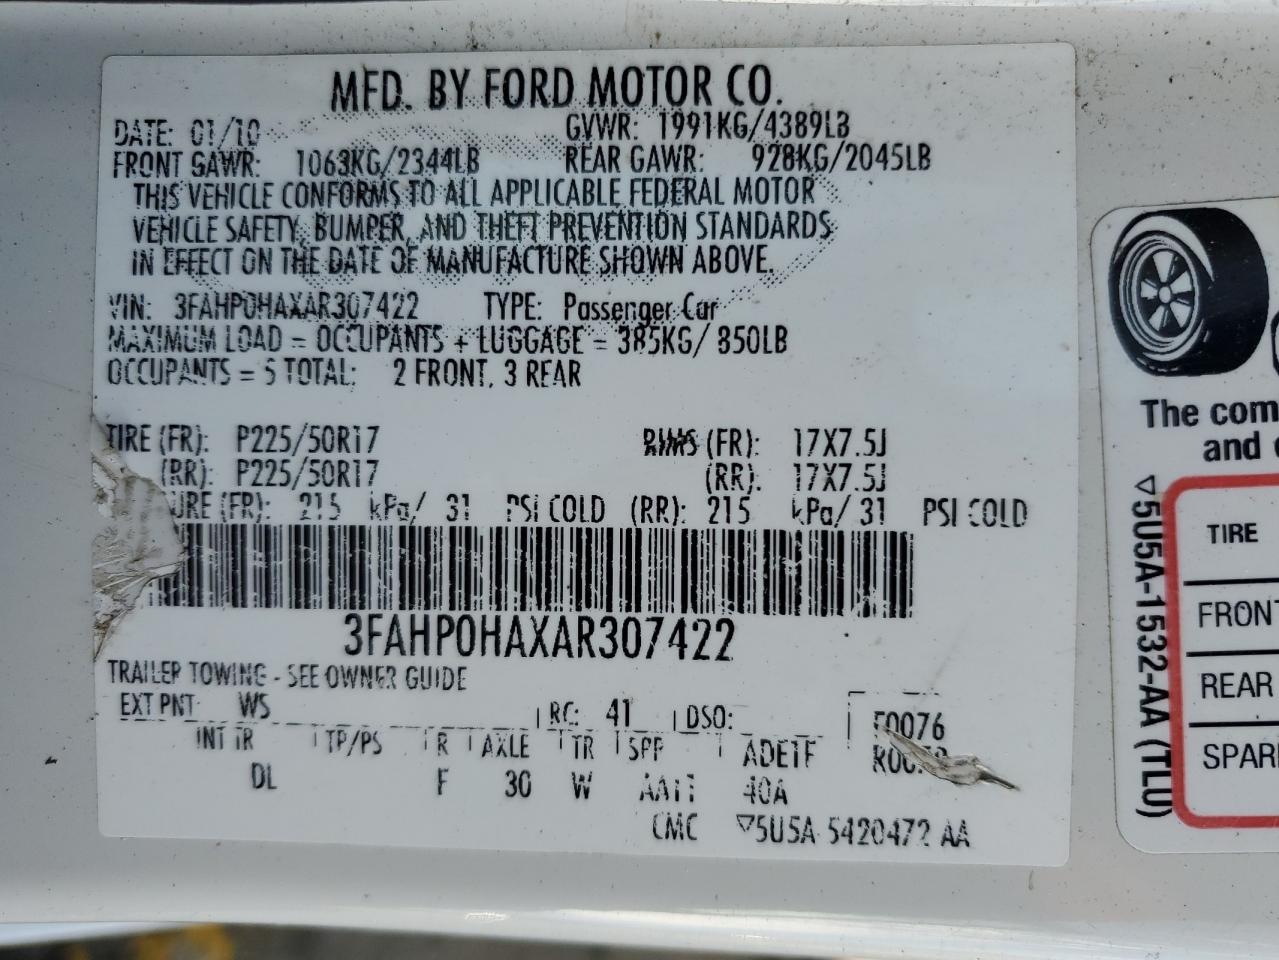 MFD. BY FORD MOTOR CO.
DATE: 01/10 GVWR: 1991KG/4389LB
FRONT GAWR: 1063KG/2344LB REAR GAWR: 928KG/2045LB
THIS VEHICLE CONFORMS TO ALL APPLICABLE FEDERAL MOTOR
VEHICLE SAFETY, BUMPER, AND THEFT PREVENTION STANDARDS
IN EFFECT ON THE DATE OF MANUFACTURE SHOWN ABOVE.
VIN: 3FAHP0HAXAR307422 TYPE: Passenger Car
MAXIMUM LOAD = OCCUPANTS + LUGGAGE = 385KG/ 850LB
OCCUPANTS = 5 TOTAL: 2 FRONT, 3 REAR
TIRE (FR): P225/50R17 RIMS (FR): 17X7.5J
(RR): P225/50R17 (RR): 17X7.5J
URE (FR): 215 kPa/ 31 PSI COLD (RR): 215 kPa/ 31 PSI COLD
3FAHP0HAXAR307422
TRAILER TOWING - SEE OWNER GUIDE
EXT PNT: WS RC: 41 DSO:
F0076
INT TR TP/PS R AXLE TR SPR
DL F 30 W 40A
CMC ▽5U5A 5420472 AA
The com
and
▽5U5A-1532-AA (TLU)
TIRE
FRONT
REAR
SPAR